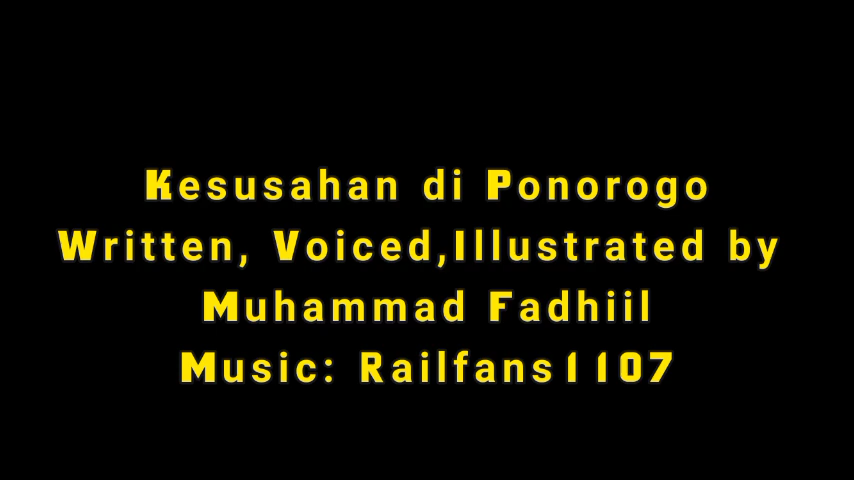 Kesusahan di Ponorogo
Written, Voiced,Illustrated by
Muhammad Fadhiil
Music: Railfans1107